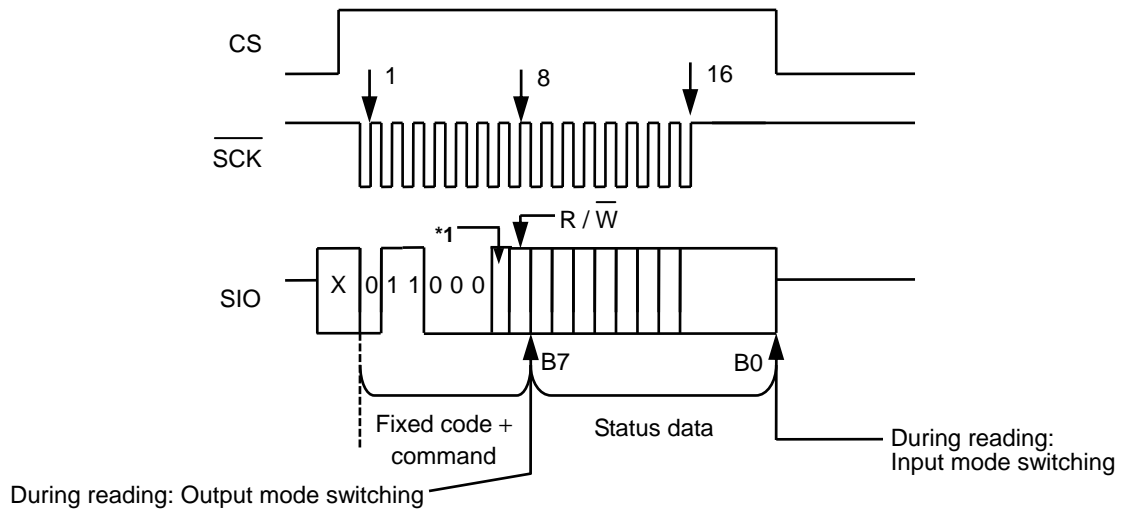 CS
1
8
16
SCK
*1
R / W
SIO
X
0
1
1
0
0
0
B7
B0
Fixed code +
command
Status data
During reading:
Input mode switching
During reading: Output mode switching